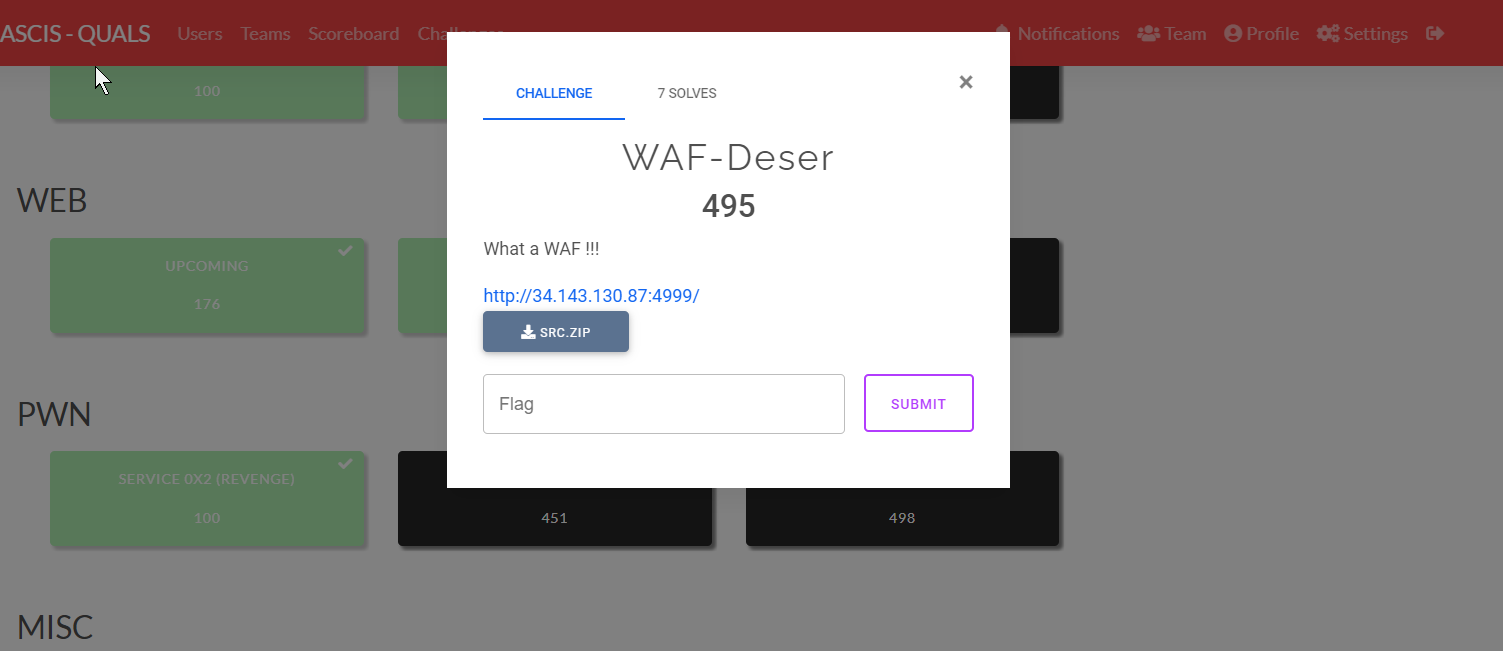 ASCIS - QUALS Users Teams Scoreboard Challenges Notifications Team Profile Settings
100
CHALLENGE 7 SOLVES ×
WAF-Deser
495
What a WAF !!!
http://34.143.130.87:4999/
SRC.ZIP
Flag SUBMIT
WEB
UPCOMING
176
PWN
SERVICE 0X2 (REVENGE)
100 451 498
MISC